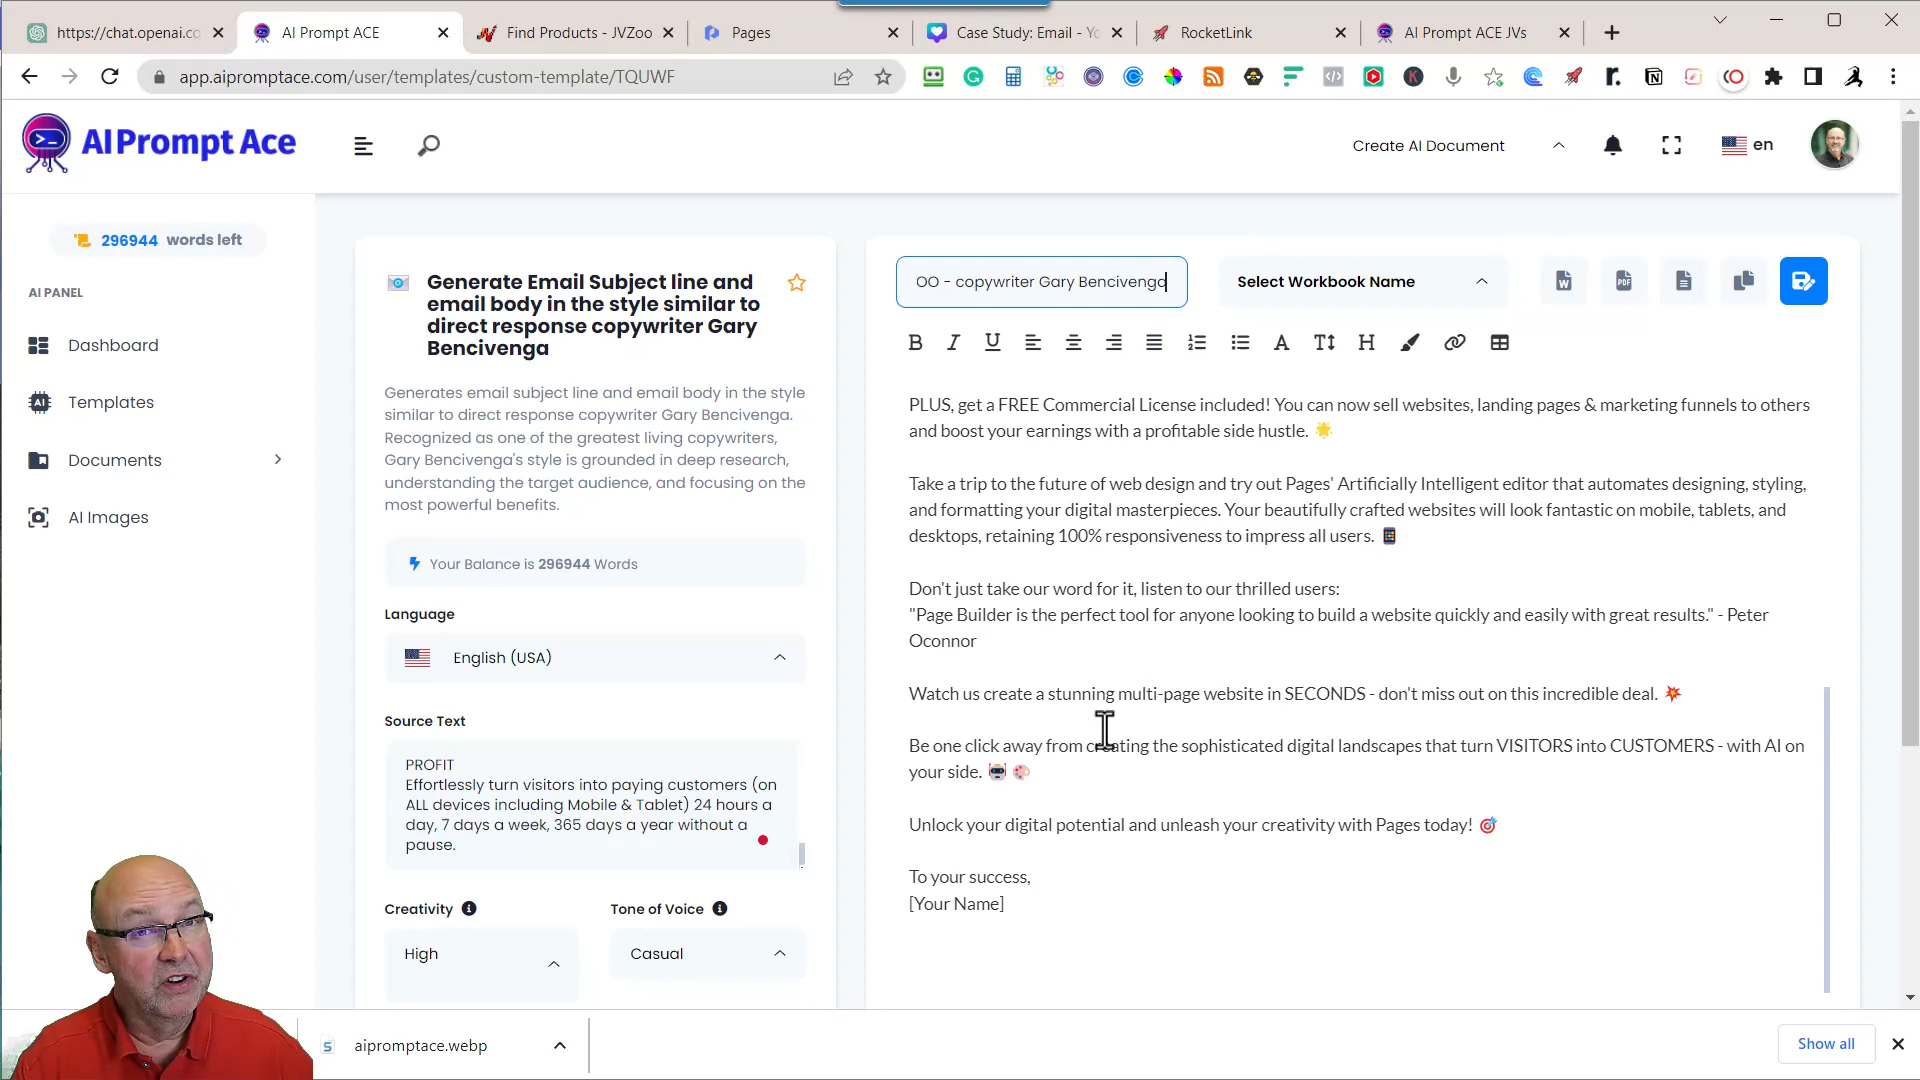 https://chat.openai.co
AI Prompt ACE
Find Products - JVZoo
Pages
Case Study: Email - Yo
RocketLink
AI Prompt ACE JVs
app.aipromptace.com/user/templates/custom-template/TQUWF
AI Prompt Ace
Create AI Document
en
296944 words left
AI PANEL
Dashboard
Templates
Documents
AI Images
Generate Email Subject line and
email body in the style similar to
direct response copywriter Gary
Bencivenga
Generates email subject line and email body in the style
similar to direct response copywriter Gary Bencivenga.
Recognized as one of the greatest living copywriters,
Gary Bencivenga's style is grounded in deep research,
understanding the target audience, and focusing on the
most powerful benefits.
Your Balance is 296944 Words
Language
English (USA)
Source Text
PROFIT
Effortlessly turn visitors into paying customers (on
ALL devices including Mobile & Tablet) 24 hours a
day, 7 days a week, 365 days a year without a
pause.
Creativity
Tone of Voice
High
Casual
OO - copywriter Gary Bencivenga
Select Workbook Name
PLUS, get a FREE Commercial License included! You can now sell websites, landing pages & marketing funnels to others
and boost your earnings with a profitable side hustle. 🌟
Take a trip to the future of web design and try out Pages' Artificially Intelligent editor that automates designing, styling,
and formatting your digital masterpieces. Your beautifully crafted websites will look fantastic on mobile, tablets, and
desktops, retaining 100% responsiveness to impress all users. 📱
Don't just take our word for it, listen to our thrilled users:
"Page Builder is the perfect tool for anyone looking to build a website quickly and easily with great results." - Peter
Oconnor
Watch us create a stunning multi-page website in SECONDS - don't miss out on this incredible deal. 💥
Be one click away from creating the sophisticated digital landscapes that turn VISITORS into CUSTOMERS - with AI on
your side. 🤖 🎨
Unlock your digital potential and unleash your creativity with Pages today! 🎯
To your success,
[Your Name]
aipromptace.webp
Show all